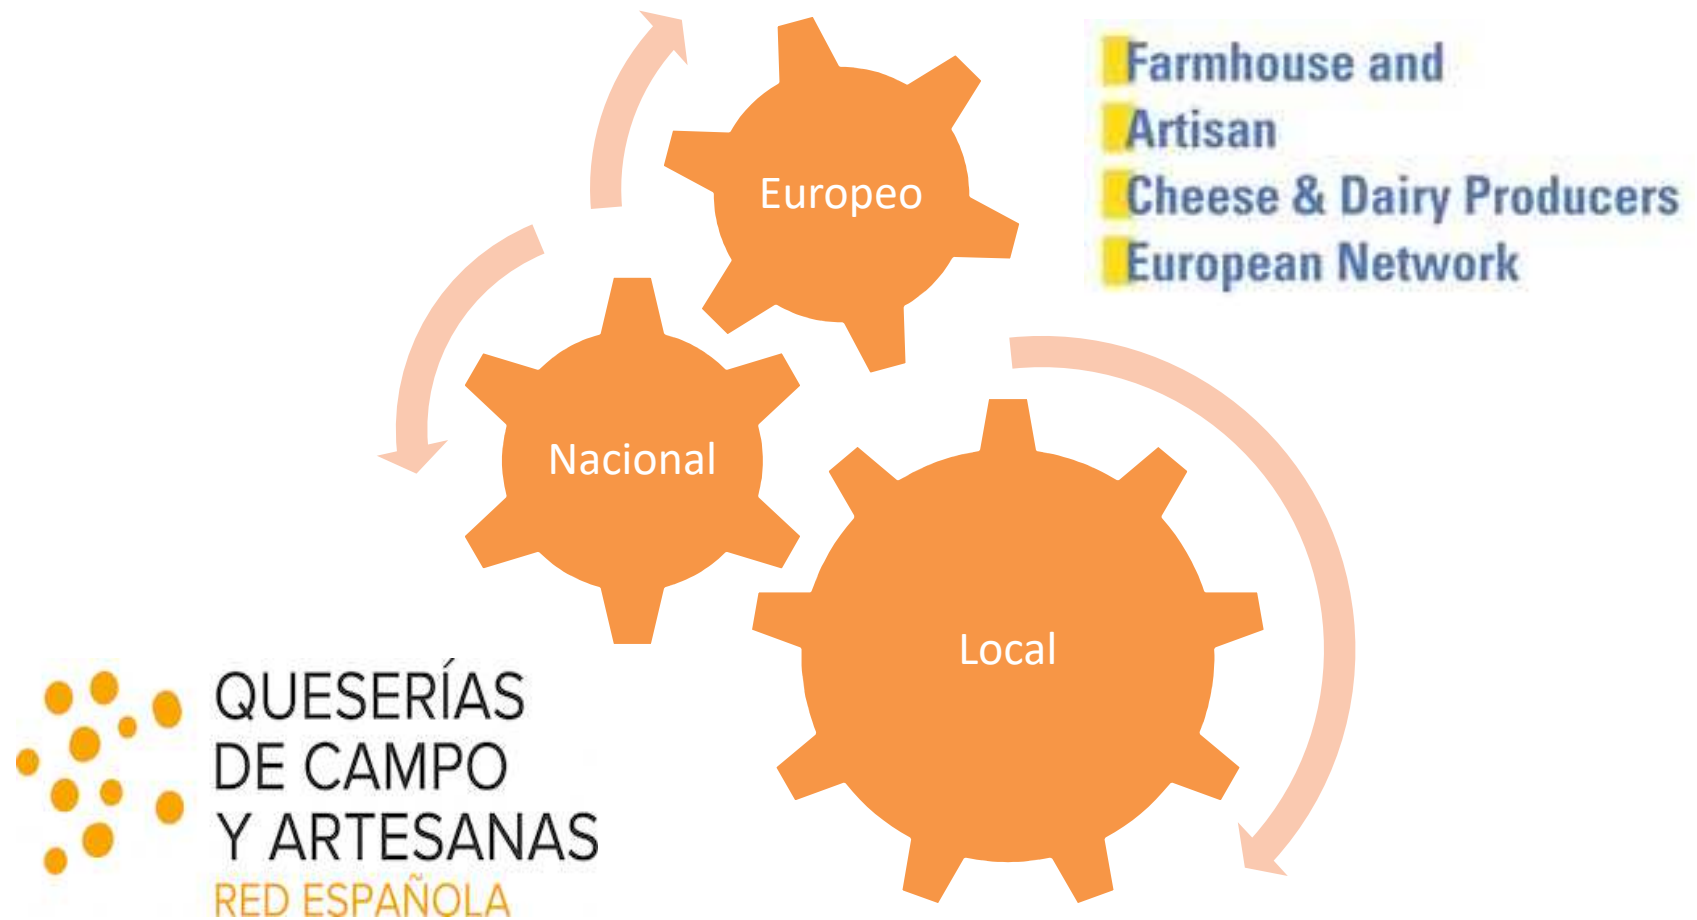 Farmhouse and
Artisan
Cheese & Dairy Producers
European Network
Europeo
Nacional
Local
QUESERÍAS
DE CAMPO
Y ARTESANAS
RED ESPAÑOLA